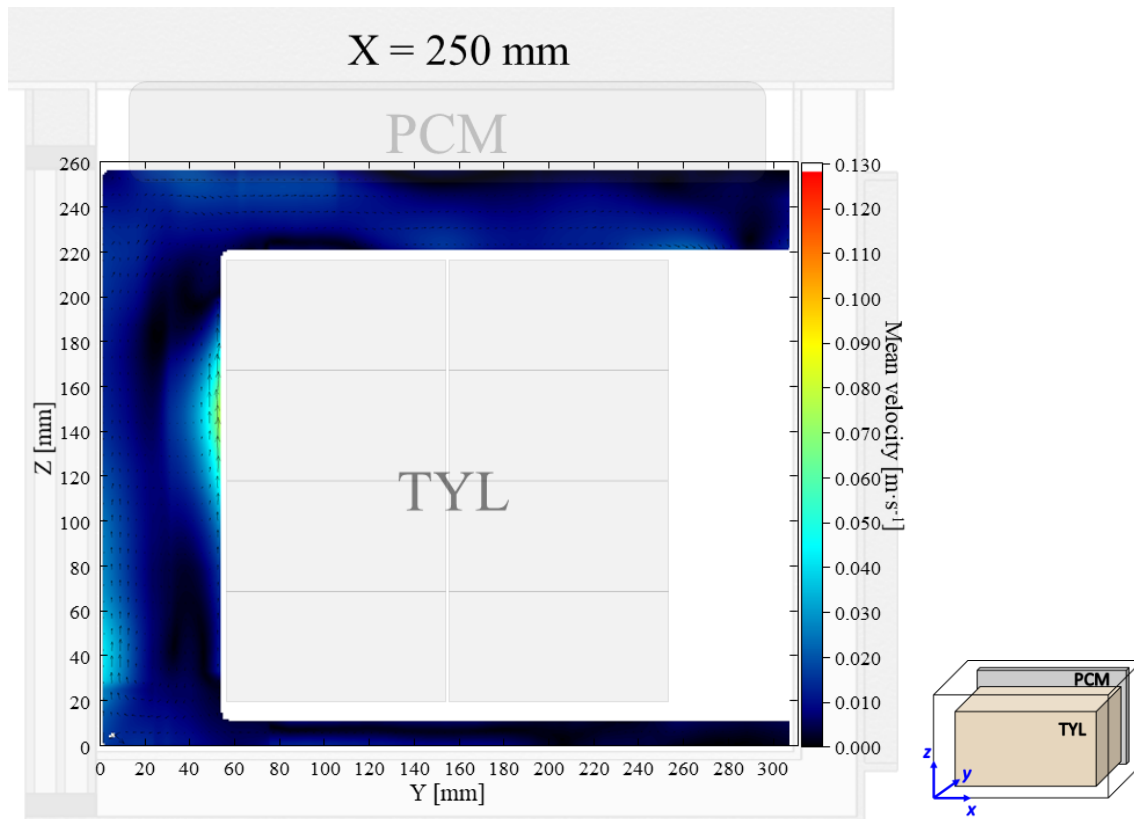 X = 250 mm
PCM
260
240
220
200
180
160
140
120
100
80
60
40
20
0
Z [mm]
TYL
0 20 40 60 80 100 120 140 160 180 200 220 240 260 280 300
Y [mm]
0.130
0.120
0.110
0.100
0.090
0.080
0.070
0.060
0.050
0.040
0.030
0.020
0.010
0.000
Mean velocity [m·s⁻¹]
PCM
TYL
z
y
x